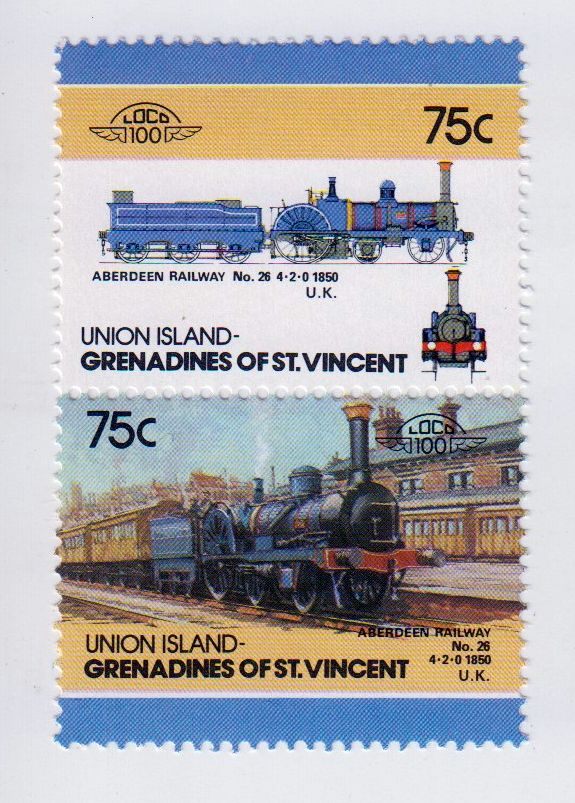 LOCO
100
75c
ABERDEEN RAILWAY No. 26 4·2·0 1850
U.K.
UNION ISLAND-
GRENADINES OF ST. VINCENT
75c
LOCO
100
ABERDEEN RAILWAY
No. 26
4·2·0 1850
U.K.
UNION ISLAND-
GRENADINES OF ST. VINCENT